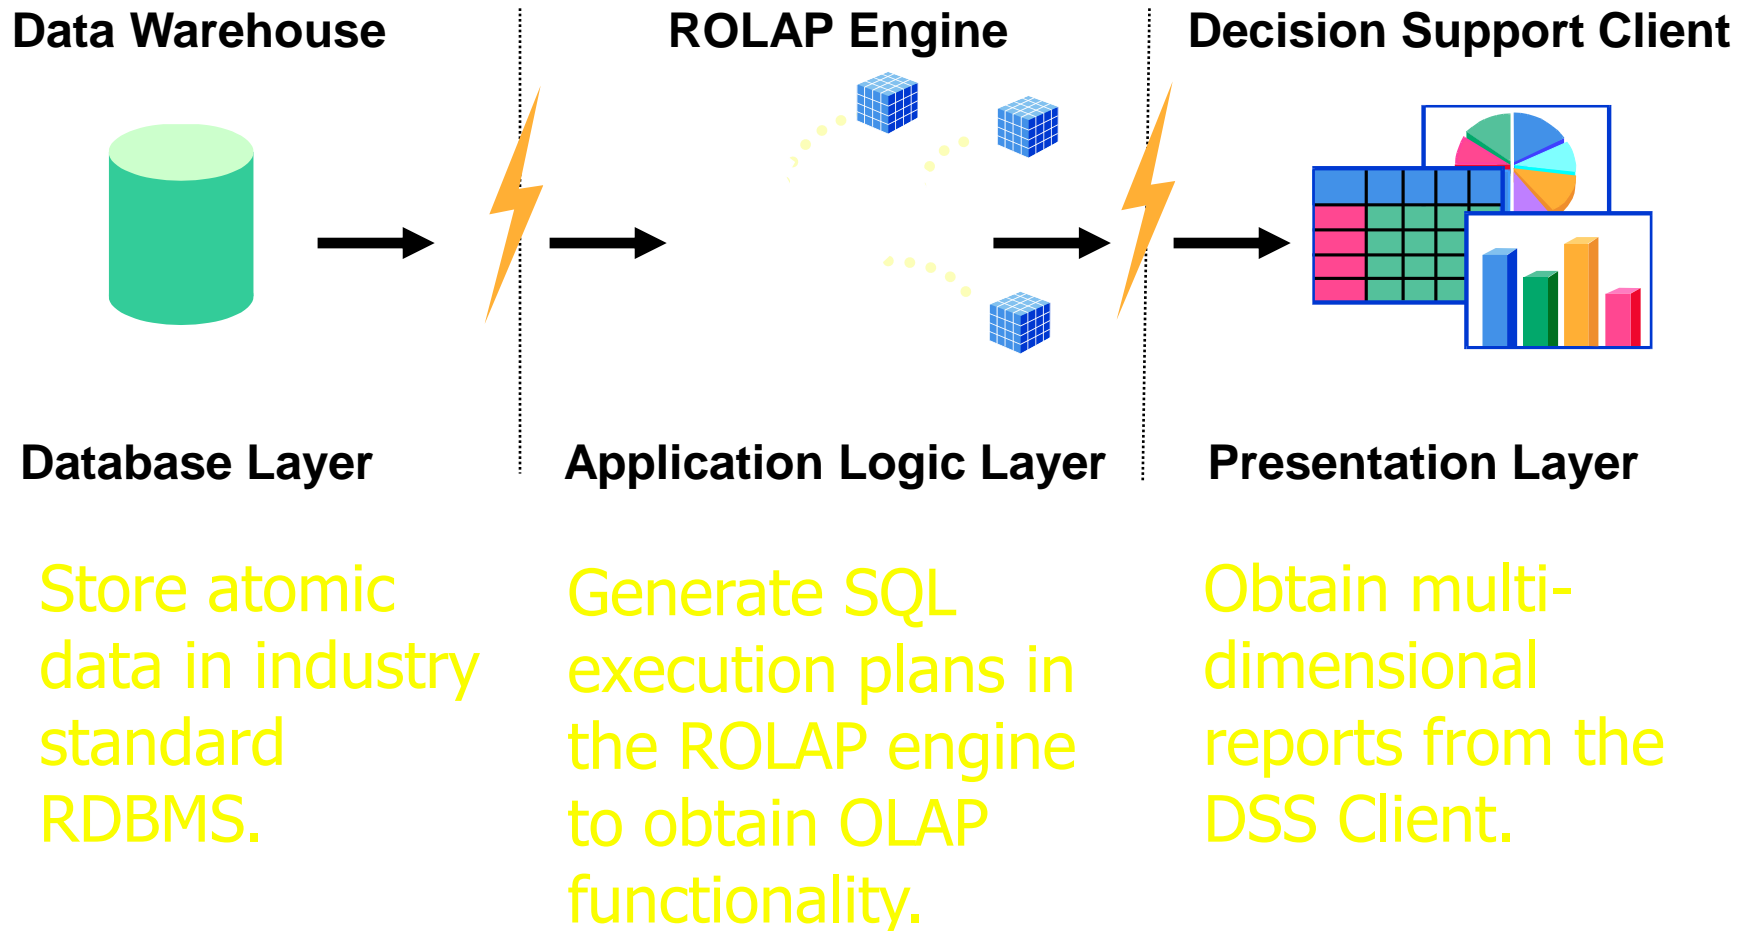 Data Warehouse
ROLAP Engine
Decision Support Client
Database Layer
Application Logic Layer
Presentation Layer
Store atomic
data in industry
standard
RDBMS.
Generate SQL
execution plans in
the ROLAP engine
to obtain OLAP
functionality.
Obtain multi-
dimensional
reports from the
DSS Client.